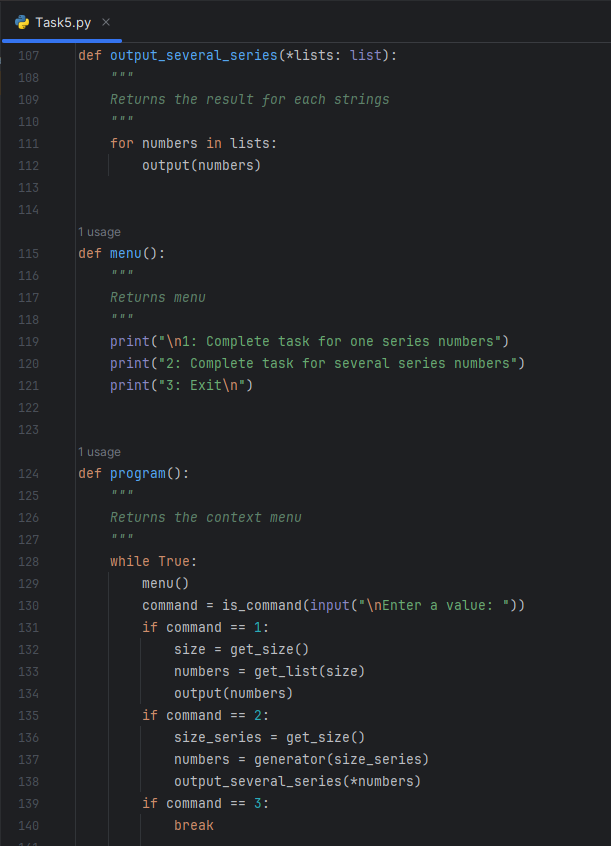 Task5.py ×
107 def output_several_series(*lists: list):
108     """
109     Returns the result for each strings
110     """
111     for numbers in lists:
112         output(numbers)
113
114
1 usage
115 def menu():
116     """
117     Returns menu
118     """
119     print("\n1: Complete task for one series numbers")
120     print("2: Complete task for several series numbers")
121     print("3: Exit\n")
122
123
1 usage
124 def program():
125     """
126     Returns the context menu
127     """
128     while True:
129         menu()
130         command = is_command(input("\nEnter a value: "))
131         if command == 1:
132             size = get_size()
133             numbers = get_list(size)
134             output(numbers)
135         if command == 2:
136             size_series = get_size()
137             numbers = generator(size_series)
138             output_several_series(*numbers)
139         if command == 3:
140             break